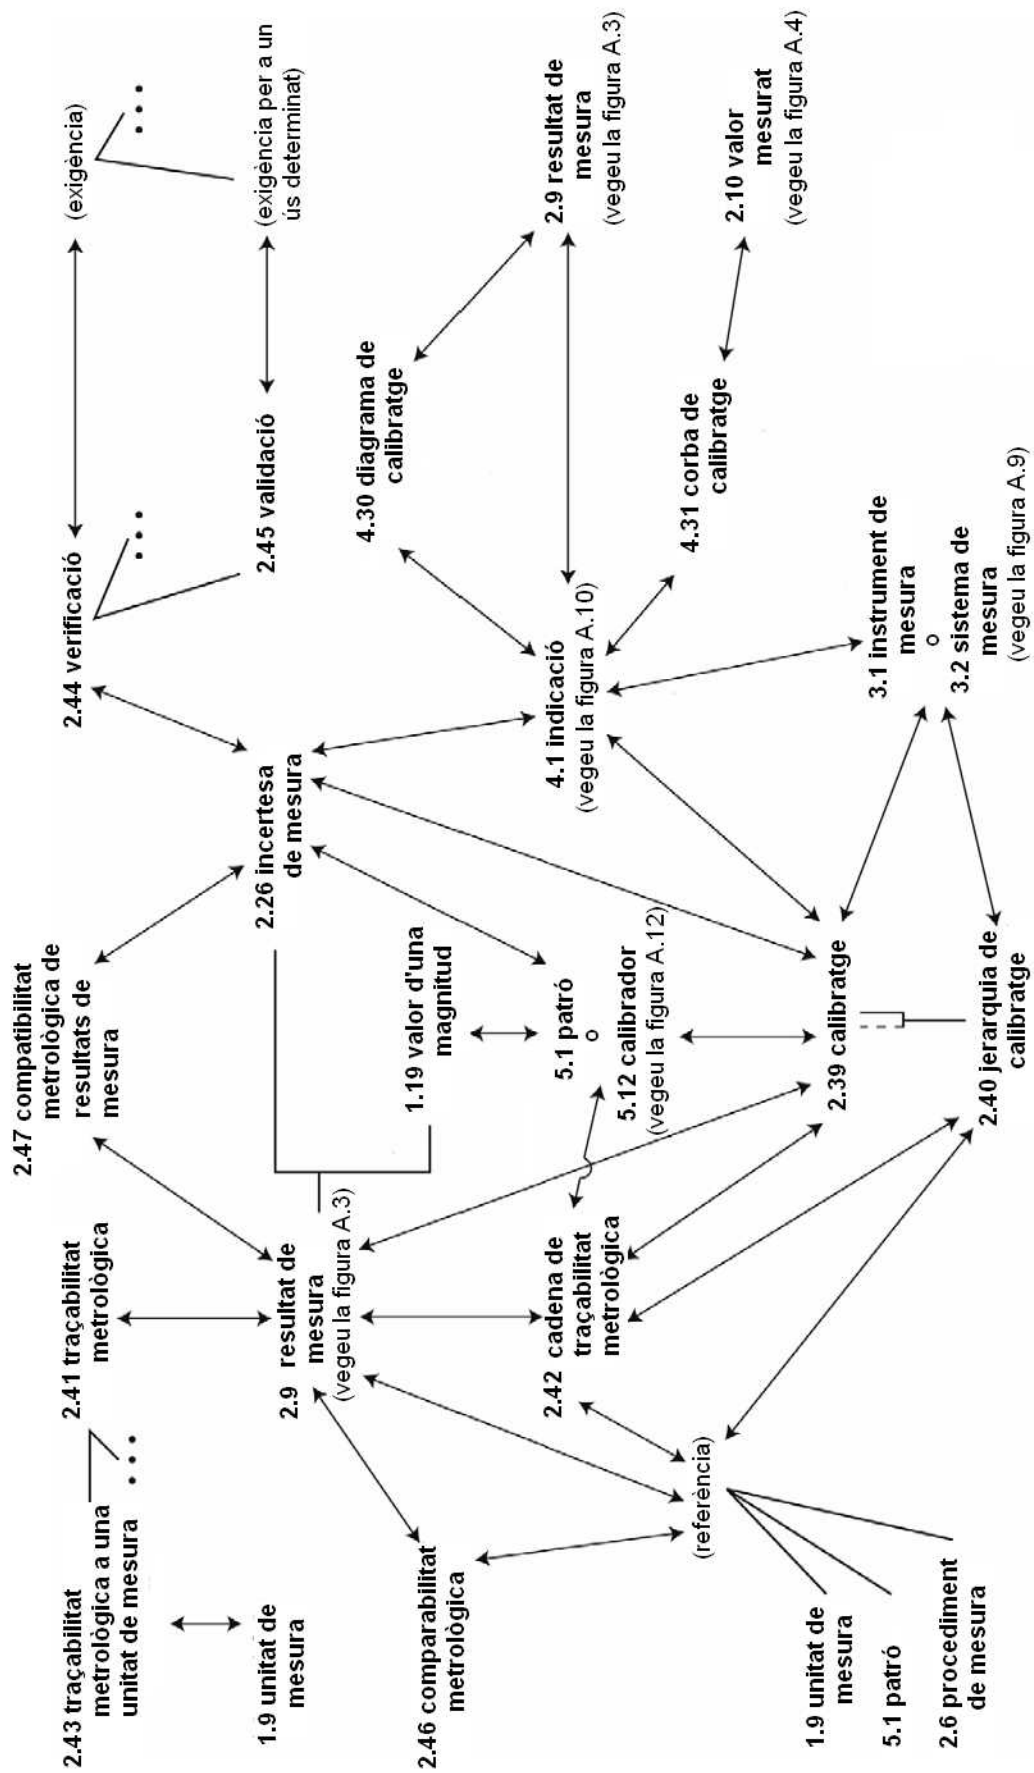 2.43 traçabilitat
metrològica a una
unitat de mesura
2.41 traçabilitat
metrològica
2.47 compatibilitat
metrològica de
resultats de
mesura
2.44 verificació
(exigència)
1.9 unitat de
mesura
2.9 resultat de
mesura
(vegeu la figura A.3)
2.26 incertesa
de mesura
2.45 validació
(exigència per a un
ús determinat)
2.46 comparabilitat
metrològica
1.19 valor d'una
magnitud
4.30 diagrama de
calibratge
2.42 cadena de
traçabilitat
metrològica
5.1 patró
o
5.12 calibrador
(vegeu la figura A.12)
4.1 indicació
(vegeu la figura A.10)
2.9 resultat de
mesura
(vegeu la figura A.3)
(referència)
4.31 corba de
calibratge
2.10 valor
mesurat
(vegeu la figura A.4)
1.9 unitat de
mesura
5.1 patró
2.6 procediment
de mesura
2.39 calibratge
2.40 jerarquia de
calibratge
3.1 instrument de
mesura
o
3.2 sistema de
mesura
(vegeu la figura A.9)